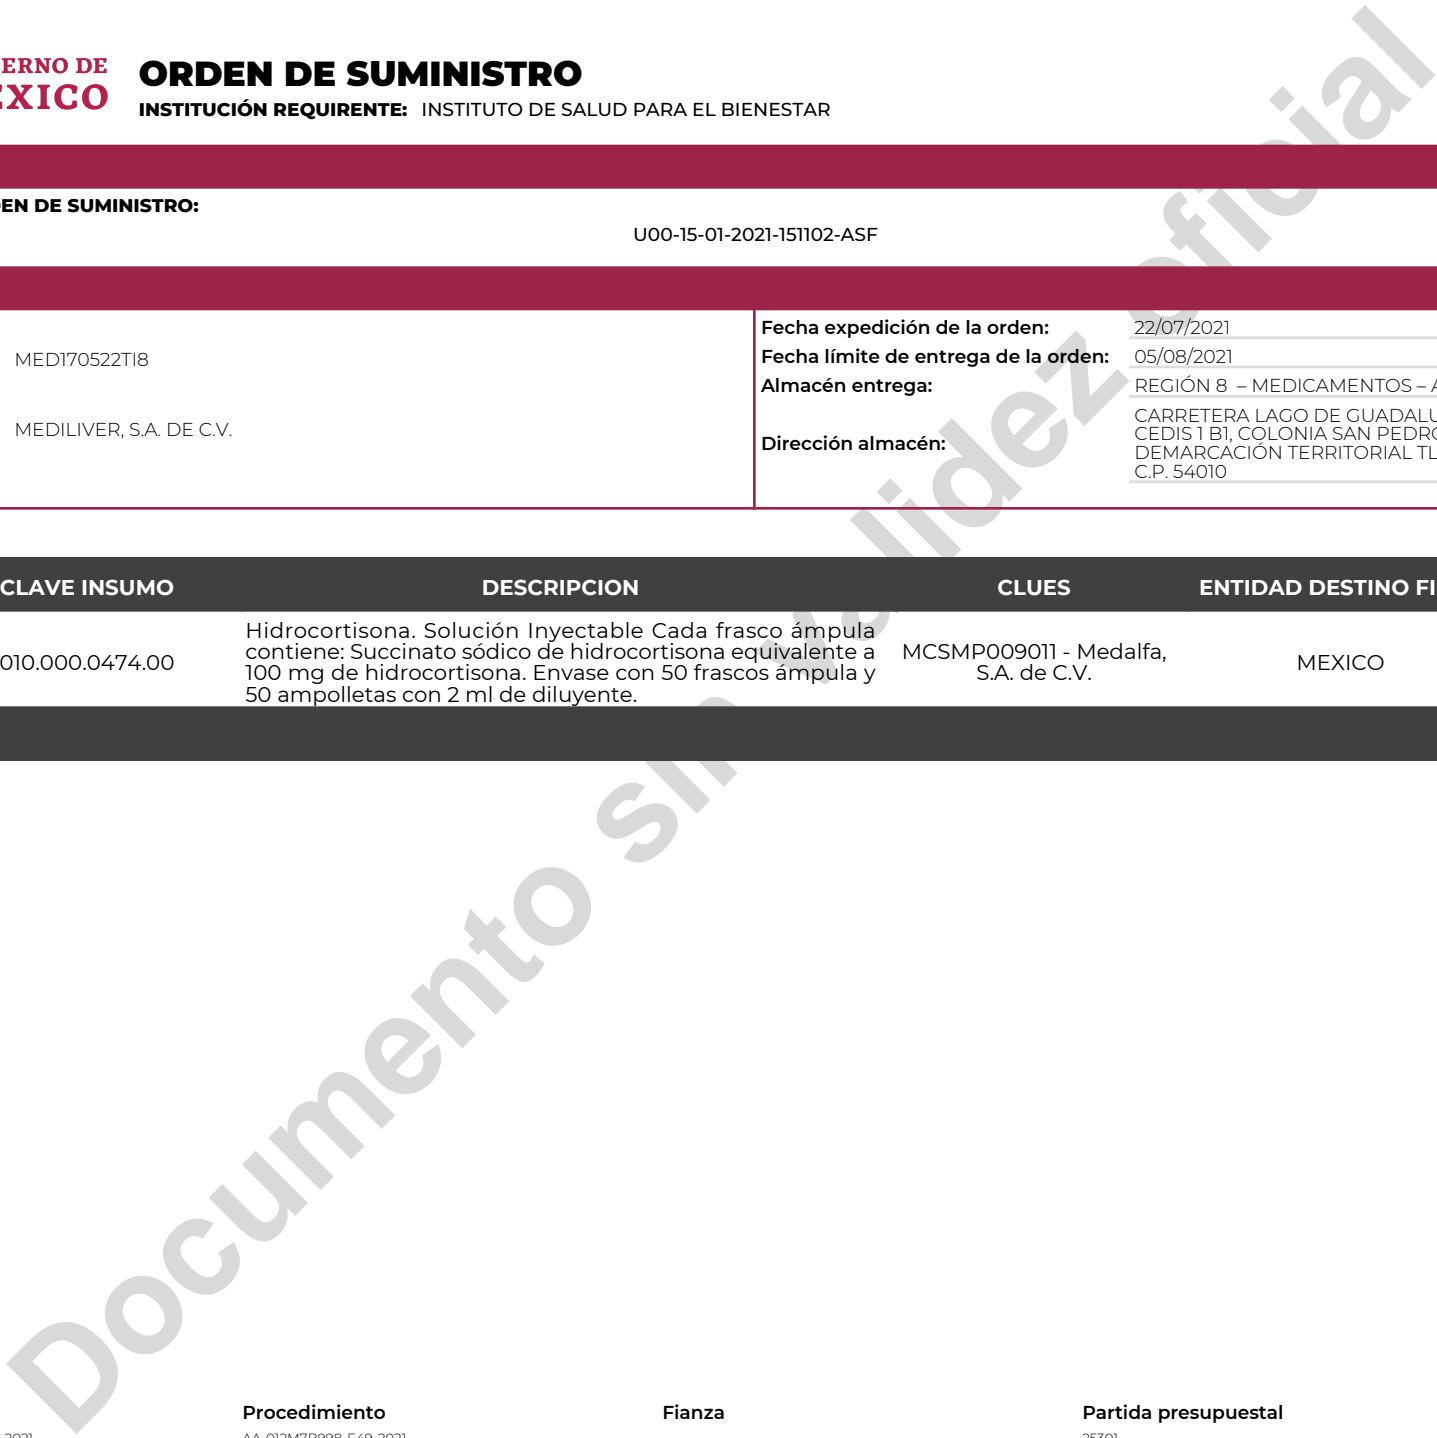 ERNO DE
EXICO
ORDEN DE SUMINISTRO
INSTITUCIÓN REQUIRENTE: INSTITUTO DE SALUD PARA EL BIENESTAR
EN DE SUMINISTRO:
U00-15-01-2021-151102-ASF
MED170522TI8
MEDILIVER, S.A. DE C.V.
Fecha expedición de la orden: 22/07/2021
Fecha límite de entrega de la orden: 05/08/2021
Almacén entrega: REGIÓN 8 – MEDICAMENTOS – A
Dirección almacén:
CARRETERA LAGO DE GUADALU
CEDIS 1 B1, COLONIA SAN PEDRO
DEMARCACIÓN TERRITORIAL TL
C.P. 54010
CLAVE INSUMO DESCRIPCION CLUES ENTIDAD DESTINO FI
010.000.0474.00
Hidrocortisona. Solución Inyectable Cada frasco ámpula
contiene: Succinato sódico de hidrocortisona equivalente a
100 mg de hidrocortisona. Envase con 50 frascos ámpula y
50 ampolletas con 2 ml de diluyente.
MCSMP009011 - Medalfa,
S.A. de C.V.
MEXICO
Documento sin validez oficial
Procedimiento Fianza Partida presupuestal